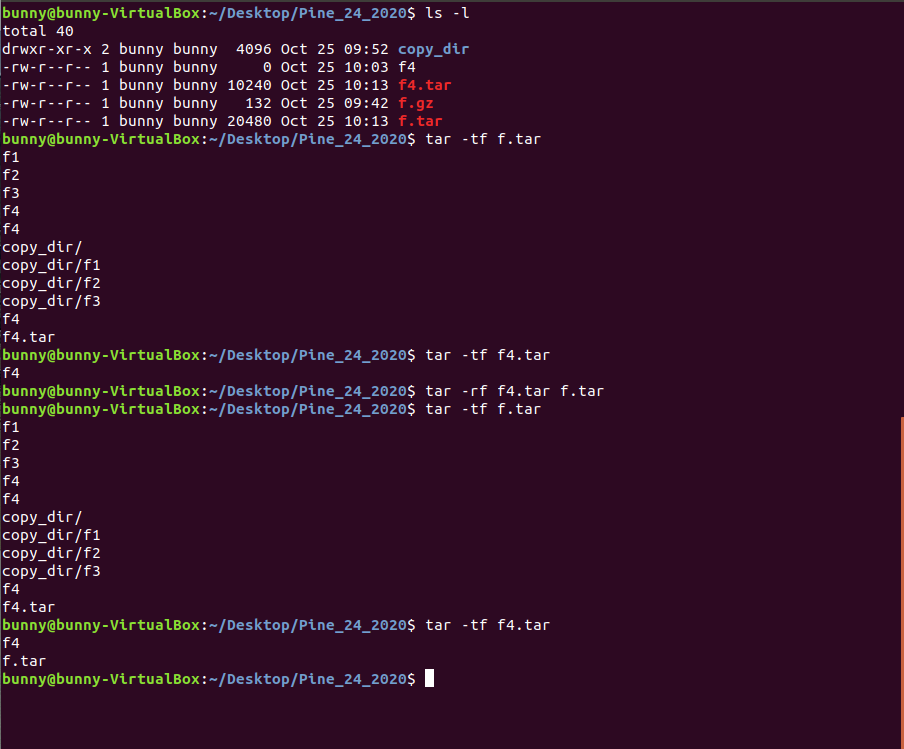 bunny@bunny-VirtualBox:~/Desktop/Pine_24_2020$ ls -l
total 40
drwxr-xr-x 2 bunny bunny  4096 Oct 25 09:52 copy_dir
-rw-r--r-- 1 bunny bunny     0 Oct 25 10:03 f4
-rw-r--r-- 1 bunny bunny 10240 Oct 25 10:13 f4.tar
-rw-r--r-- 1 bunny bunny   132 Oct 25 09:42 f.gz
-rw-r--r-- 1 bunny bunny 20480 Oct 25 10:13 f.tar
bunny@bunny-VirtualBox:~/Desktop/Pine_24_2020$ tar -tf f.tar
f1
f2
f3
f4
f4
copy_dir/
copy_dir/f1
copy_dir/f2
copy_dir/f3
f4
f4.tar
bunny@bunny-VirtualBox:~/Desktop/Pine_24_2020$ tar -tf f4.tar
f4
bunny@bunny-VirtualBox:~/Desktop/Pine_24_2020$ tar -rf f4.tar f.tar
bunny@bunny-VirtualBox:~/Desktop/Pine_24_2020$ tar -tf f.tar
f1
f2
f3
f4
f4
copy_dir/
copy_dir/f1
copy_dir/f2
copy_dir/f3
f4
f4.tar
bunny@bunny-VirtualBox:~/Desktop/Pine_24_2020$ tar -tf f4.tar
f4
f.tar
bunny@bunny-VirtualBox:~/Desktop/Pine_24_2020$